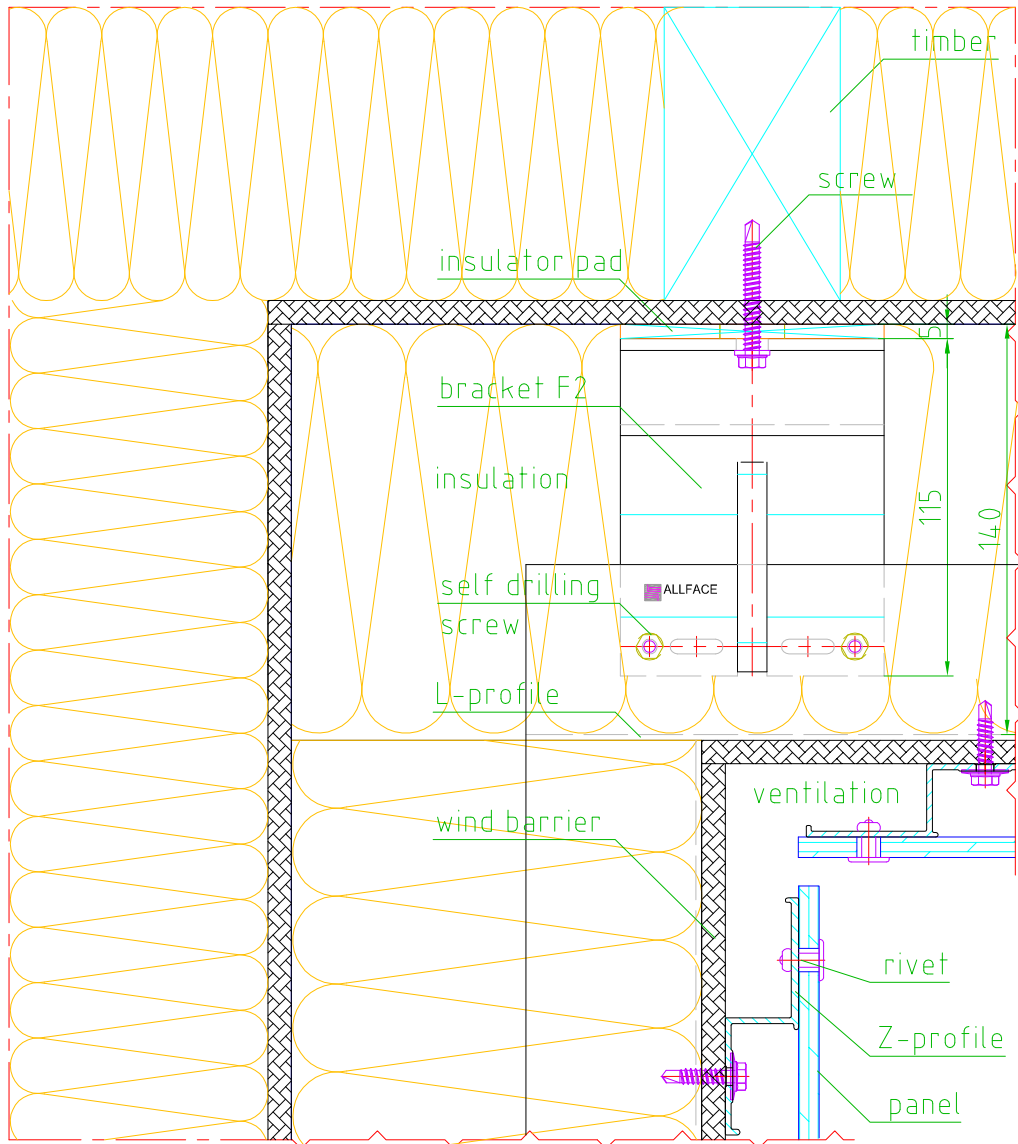 timber
screw
insulator pad
5
bracket F2
insulation
115
140
self drilling
screw
ALLFACE
L-profile
ventilation
wind barrier
rivet
Z-profile
panel